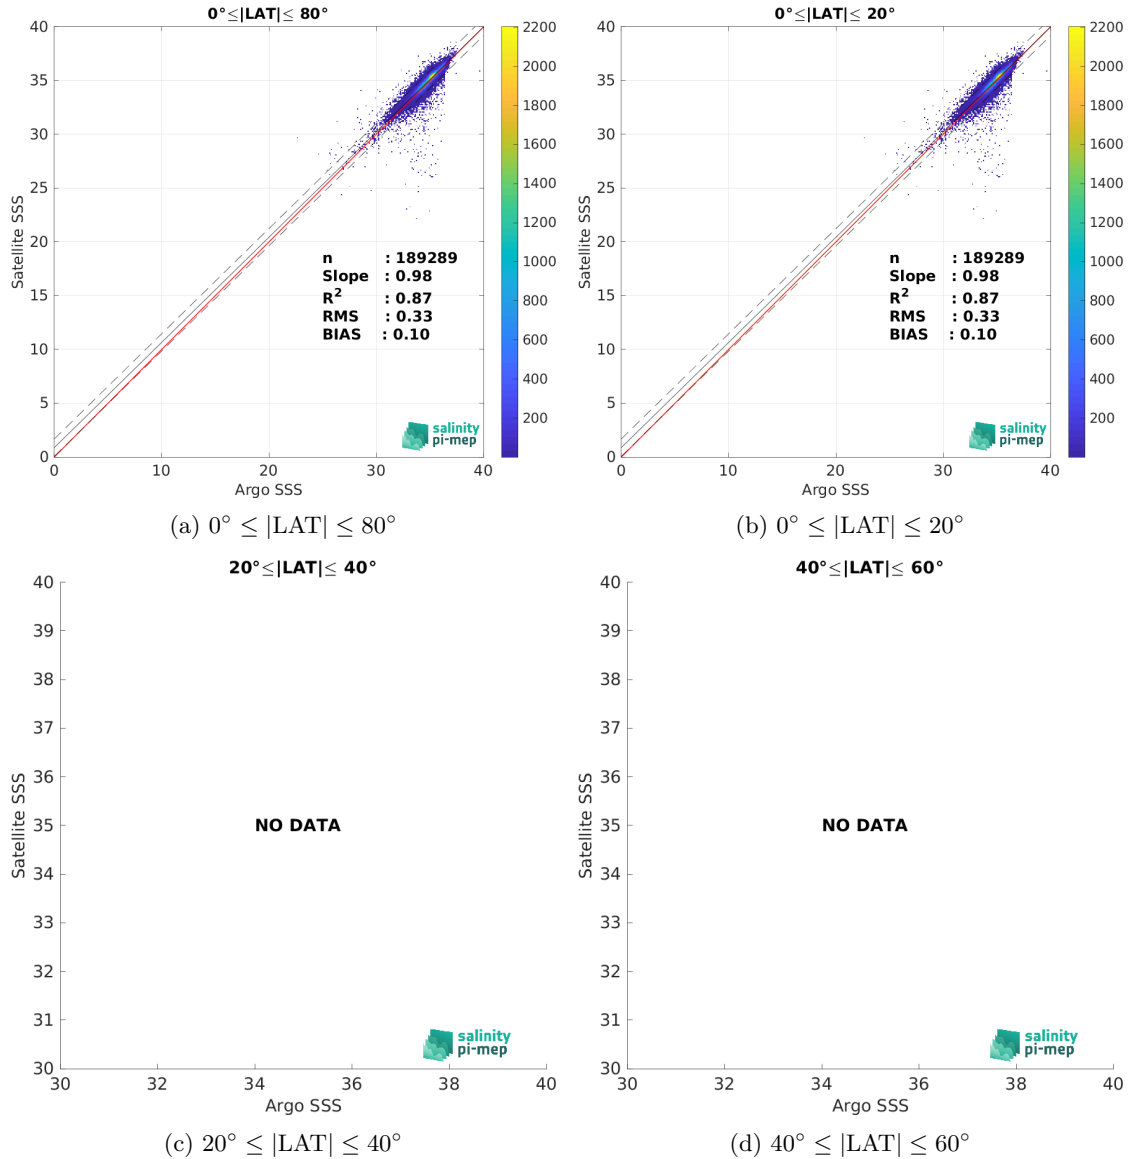 0°≤|LAT|≤ 80°
40
35
30
25
20
15
10
5
0
Satellite SSS
0
10
20
30
40
Argo SSS
n : 189289
Slope : 0.98
R² : 0.87
RMS : 0.33
BIAS : 0.10
salinity
pi-mep
2200
2000
1800
1600
1400
1200
1000
800
600
400
200
(a) 0° ≤ |LAT| ≤ 80°
0°≤|LAT|≤ 20°
40
35
30
25
20
15
10
5
0
Satellite SSS
0
10
20
30
40
Argo SSS
n : 189289
Slope : 0.98
R² : 0.87
RMS : 0.33
BIAS : 0.10
salinity
pi-mep
2200
2000
1800
1600
1400
1200
1000
800
600
400
200
(b) 0° ≤ |LAT| ≤ 20°
20°≤|LAT|≤ 40°
40
39
38
37
36
35
34
33
32
31
30
Satellite SSS
NO DATA
salinity
pi-mep
30
32
34
36
38
40
Argo SSS
(c) 20° ≤ |LAT| ≤ 40°
40°≤|LAT|≤ 60°
40
39
38
37
36
35
34
33
32
31
30
Satellite SSS
NO DATA
salinity
pi-mep
30
32
34
36
38
40
Argo SSS
(d) 40° ≤ |LAT| ≤ 60°